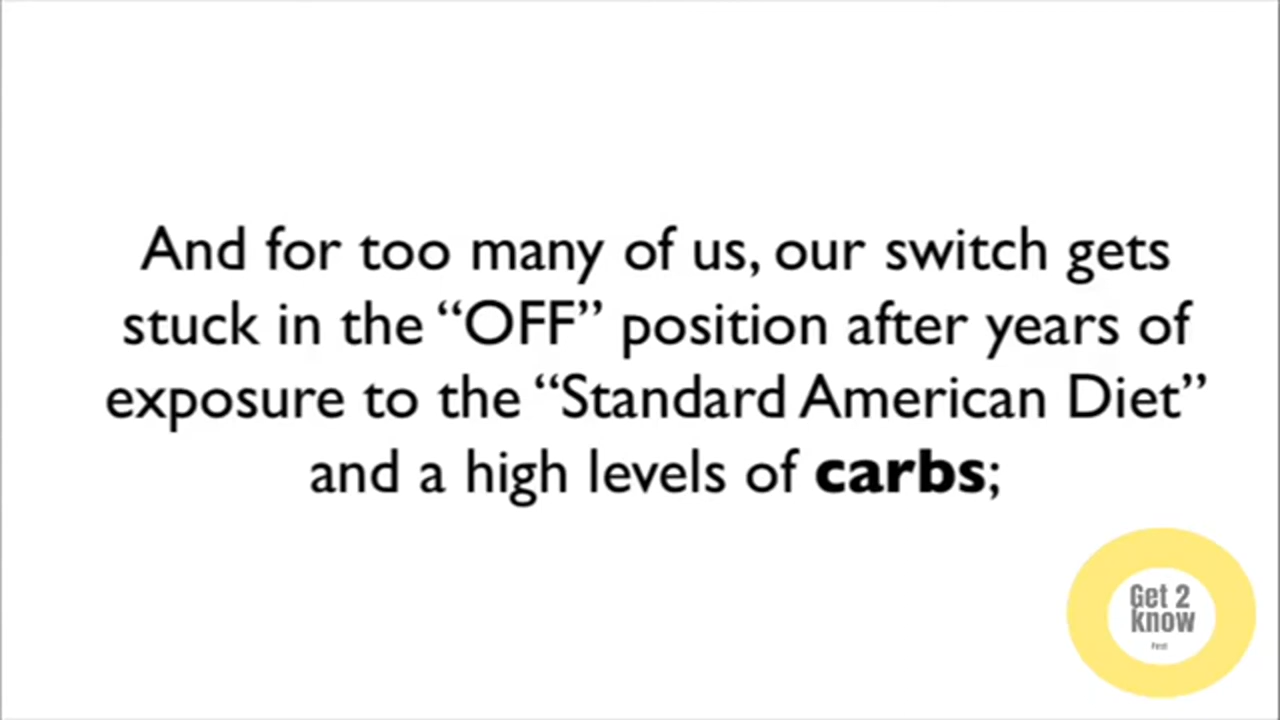 And for too many of us, our switch gets
stuck in the “OFF” position after years of
exposure to the “Standard American Diet”
and a high levels of carbs;
Get 2
know
First